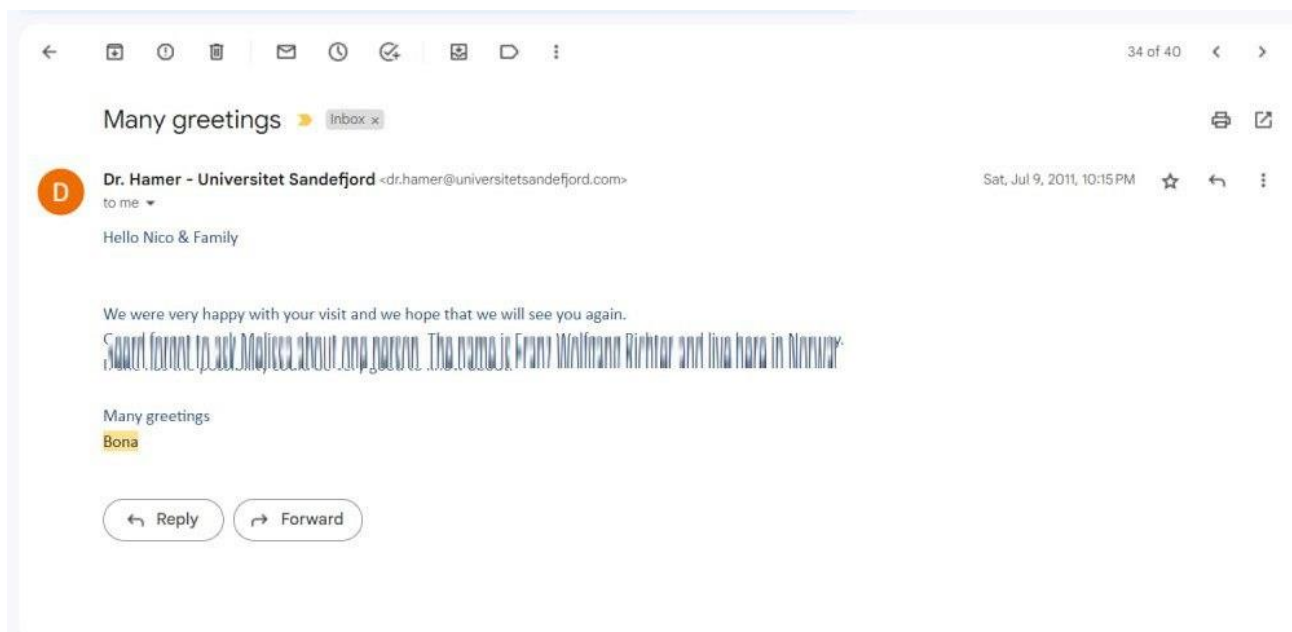 34 of 40
Many greetings
Inbox x
D
Dr. Hamer - Universitet Sandefjord <dr.hamer@universitetsandefjord.com>
Sat, Jul 9, 2011, 10:15 PM
to me
Hello Nico & Family
We were very happy with your visit and we hope that we will see you again.
to ask about person The name is Franz Richter and live here in Norway
Many greetings
Bona
Reply
Forward